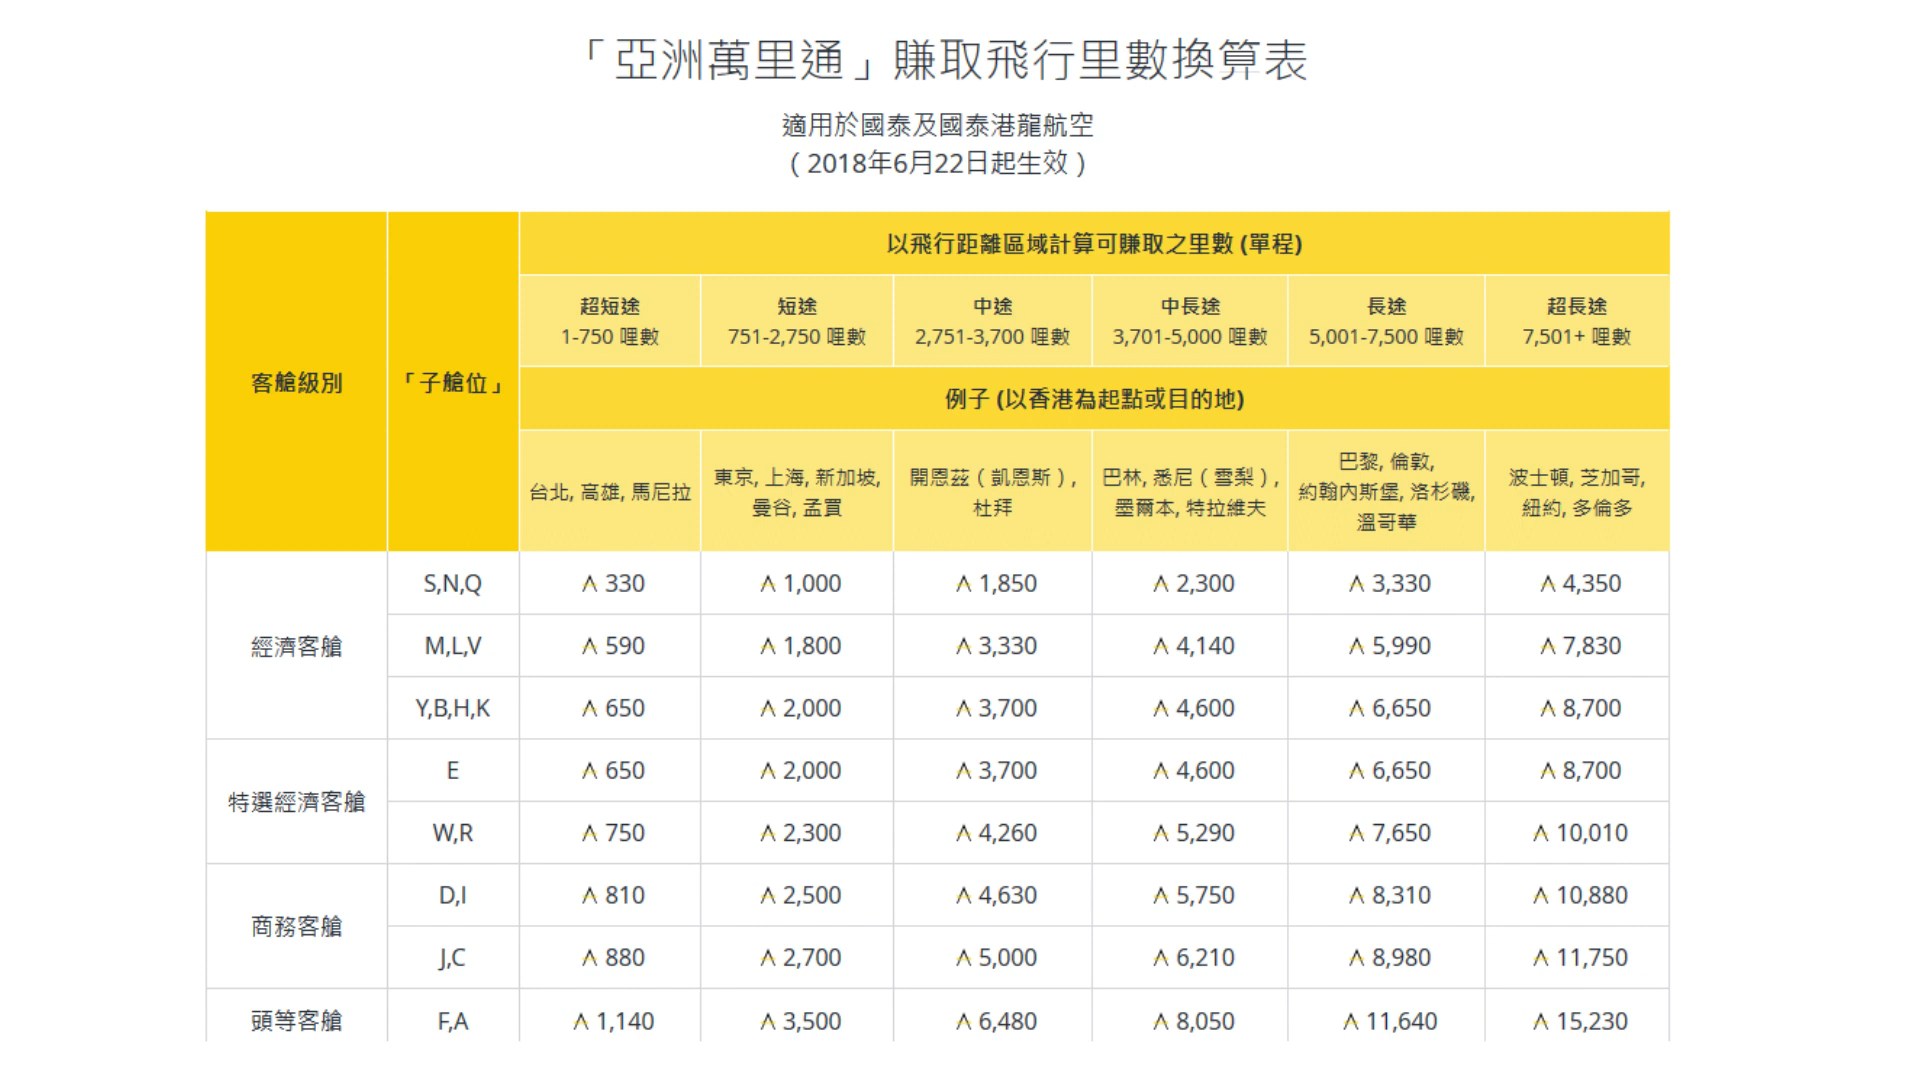 「亞洲萬里通」賺取飛行里數換算表
適用於國泰及國泰港龍航空
( 2018年6月22日起生效 )
客艙級別
「子艙位」
以飛行距離區域計算可賺取之里數 (單程)
超短途
1-750 哩數
短途
751-2,750 哩數
中途
2,751-3,700 哩數
中長途
3,701-5,000 哩數
長途
5,001-7,500 哩數
超長途
7,501+ 哩數
例子 (以香港為起點或目的地)
台北, 高雄, 馬尼拉
東京, 上海, 新加坡,
曼谷, 孟買
開恩茲 ( 凱恩斯 ) ,
杜拜
巴林, 悉尼 ( 雪梨 ) ,
墨爾本, 特拉維夫
巴黎, 倫敦,
約翰內斯堡, 洛杉磯,
溫哥華
波士頓, 芝加哥,
紐約, 多倫多
經濟客艙
S,N,Q 330 1,000 1,850 2,300 3,330 4,350
M,L,V 590 1,800 3,330 4,140 5,990 7,830
Y,B,H,K 650 2,000 3,700 4,600 6,650 8,700
特選經濟客艙
E 650 2,000 3,700 4,600 6,650 8,700
W,R 750 2,300 4,260 5,290 7,650 10,010
商務客艙
D,I 810 2,500 4,630 5,750 8,310 10,880
J,C 880 2,700 5,000 6,210 8,980 11,750
頭等客艙 F,A 1,140 3,500 6,480 8,050 11,640 15,230